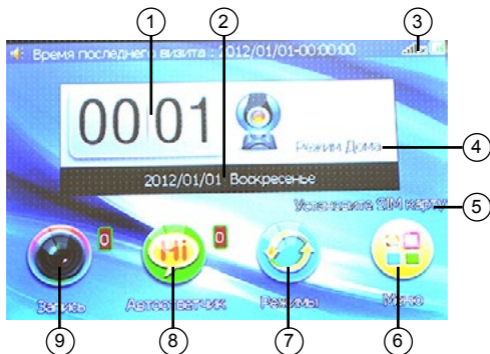 ① ② ③
Время последнего визита : 2012/01/01-00:00:00
00 01
Режим Дома
④
2012/01/01 Воскресенье
Установите SIM карту
⑤
0 0
Hi
Запись Автоответчик Режимы Меню
⑨ ⑧ ⑦ ⑥